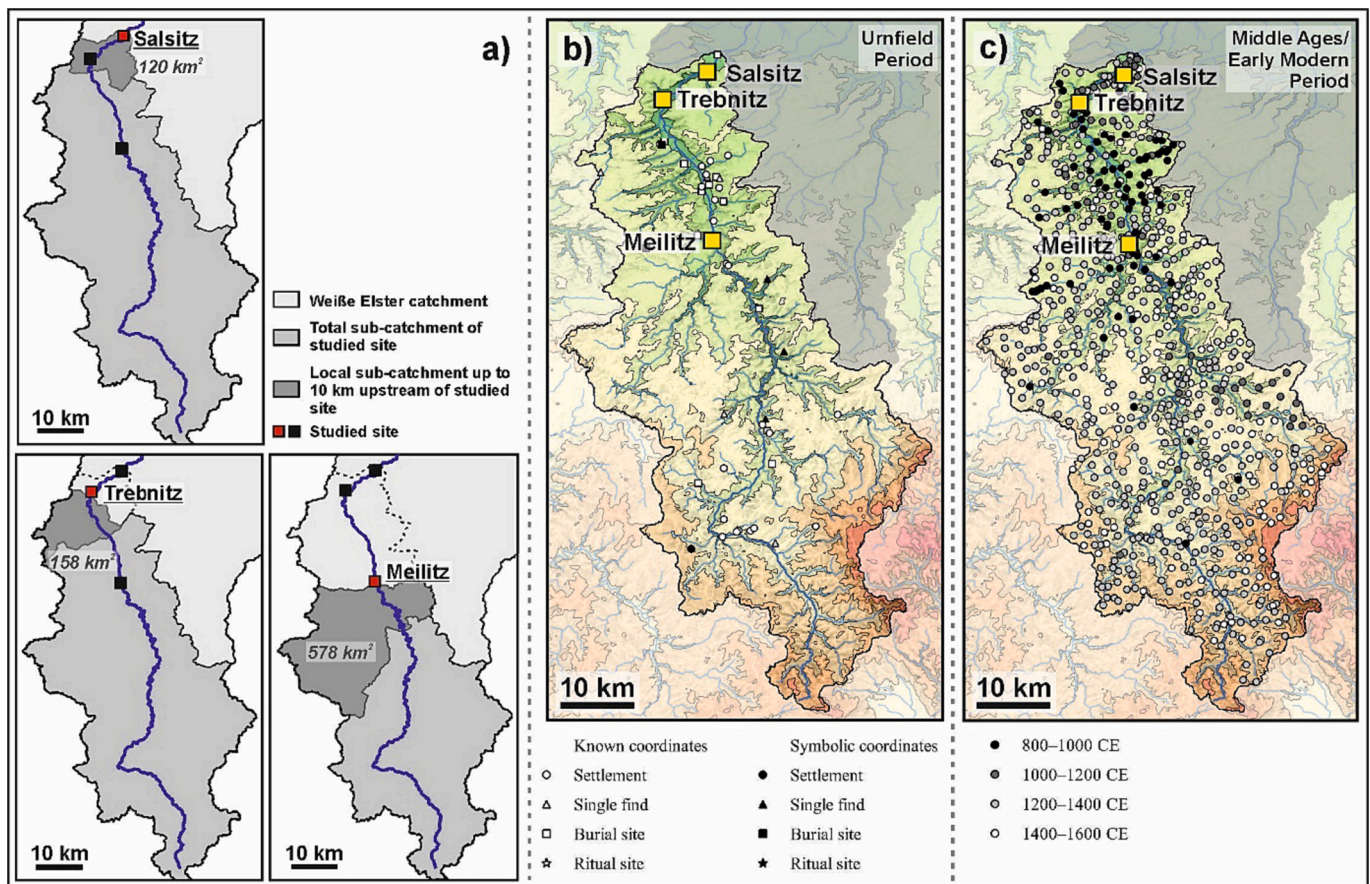 a)
Salsitz
120 km²
10 km
Weiße Elster catchment
Total sub-catchment of
studied site
Local sub-catchment up to
10 km upstream of studied
site
Studied site
Trebnitz
158 km²
10 km
Meilitz
578 km²
10 km
b)
Urnfield
Period
Salsitz
Trebnitz
Meilitz
10 km
Known coordinates
Settlement
Single find
Burial site
Ritual site
Symbolic coordinates
Settlement
Single find
Burial site
Ritual site
c)
Middle Ages/
Early Modern
Period
Salsitz
Trebnitz
Meilitz
10 km
800–1000 CE
1000–1200 CE
1200–1400 CE
1400–1600 CE